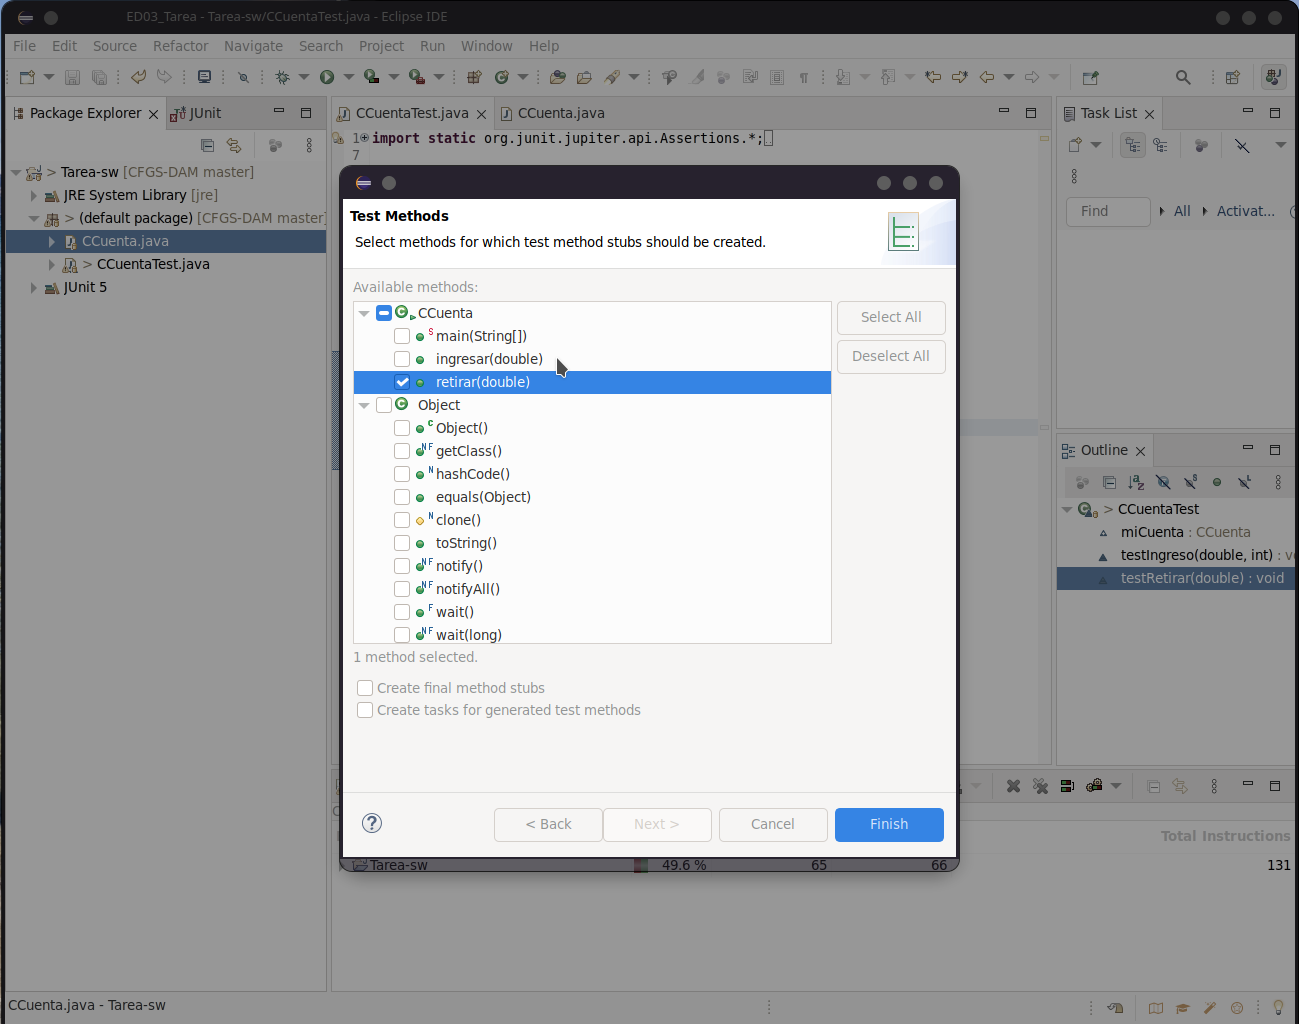 ED03_Tarea - Tarea-sw/CCuentaTest.java - Eclipse IDE
File Edit Source Refactor Navigate Search Project Run Window Help
Package Explorer
JUnit
> Tarea-sw [CFGS-DAM master]
JRE System Library [jre]
> (default package) [CFGS-DAM master]
CCuenta.java
> CCuentaTest.java
JUnit 5
CCuentaTest.java
CCuenta.java
1 import static org.junit.jupiter.api.Assertions.*;
7
Test Methods
Select methods for which test method stubs should be created.
Available methods:
CCuenta
main(String[])
ingresar(double)
retirar(double)
Object
Object()
getClass()
hashCode()
equals(Object)
clone()
toString()
notify()
notifyAll()
wait()
wait(long)
Select All
Deselect All
1 method selected.
Create final method stubs
Create tasks for generated test methods
< Back
Next >
Cancel
Finish
Task List
Find
All
Activat...
Outline
> CCuentaTest
miCuenta : CCuenta
testIngreso(double, int) : v
testRetirar(double) : void
Total Instructions
Tarea-sw 49.6 % 65 66 131
CCuenta.java - Tarea-sw